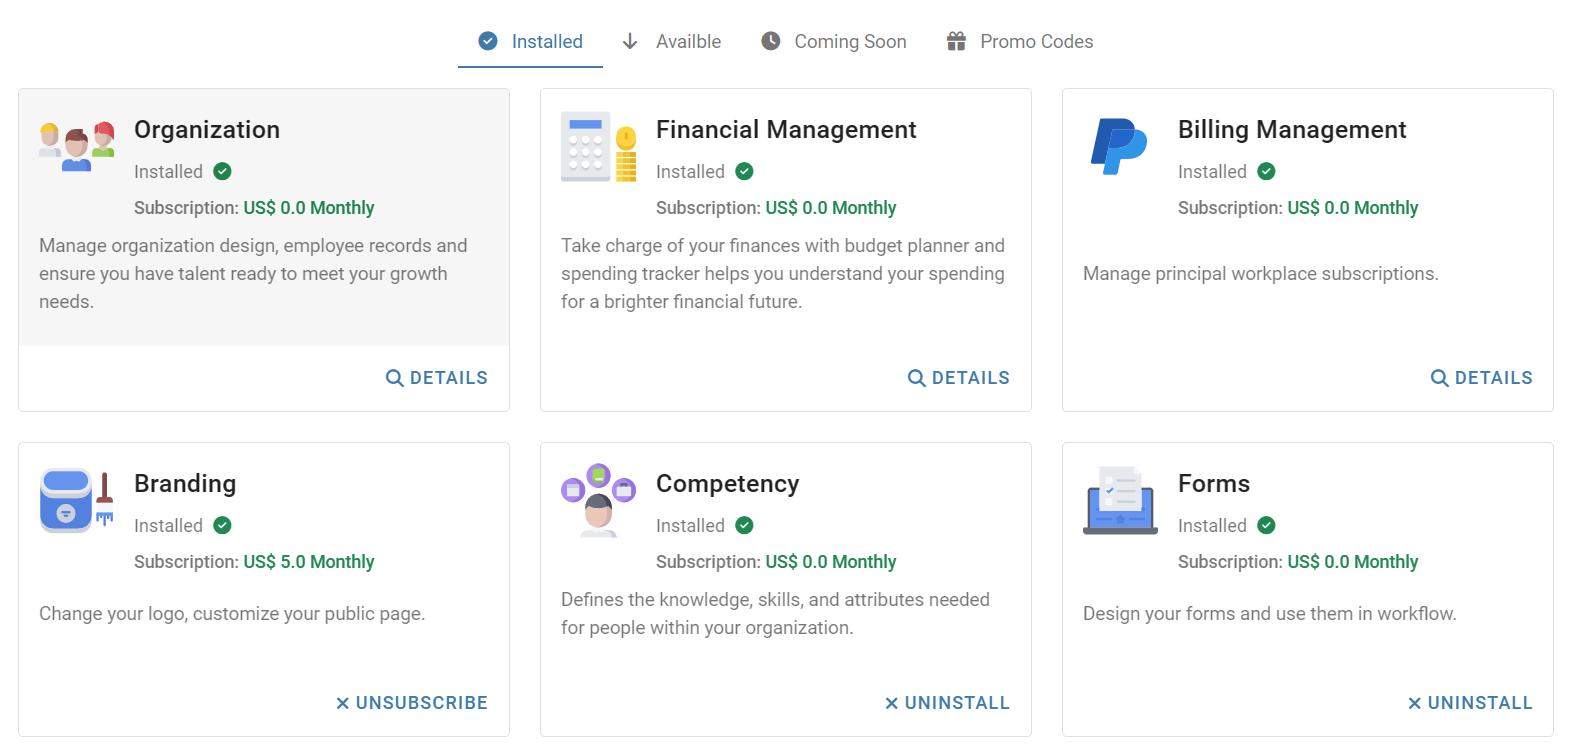 Installed
Availble
Coming Soon
Promo Codes
Organization
Installed
Subscription: US$ 0.0 Monthly
Manage organization design, employee records and
ensure you have talent ready to meet your growth
needs.
DETAILS
Financial Management
Installed
Subscription: US$ 0.0 Monthly
Take charge of your finances with budget planner and
spending tracker helps you understand your spending
for a brighter financial future.
DETAILS
Billing Management
Installed
Subscription: US$ 0.0 Monthly
Manage principal workplace subscriptions.
DETAILS
Branding
Installed
Subscription: US$ 5.0 Monthly
Change your logo, customize your public page.
UNSUBSCRIBE
Competency
Installed
Subscription: US$ 0.0 Monthly
Defines the knowledge, skills, and attributes needed
for people within your organization.
UNINSTALL
Forms
Installed
Subscription: US$ 0.0 Monthly
Design your forms and use them in workflow.
UNINSTALL